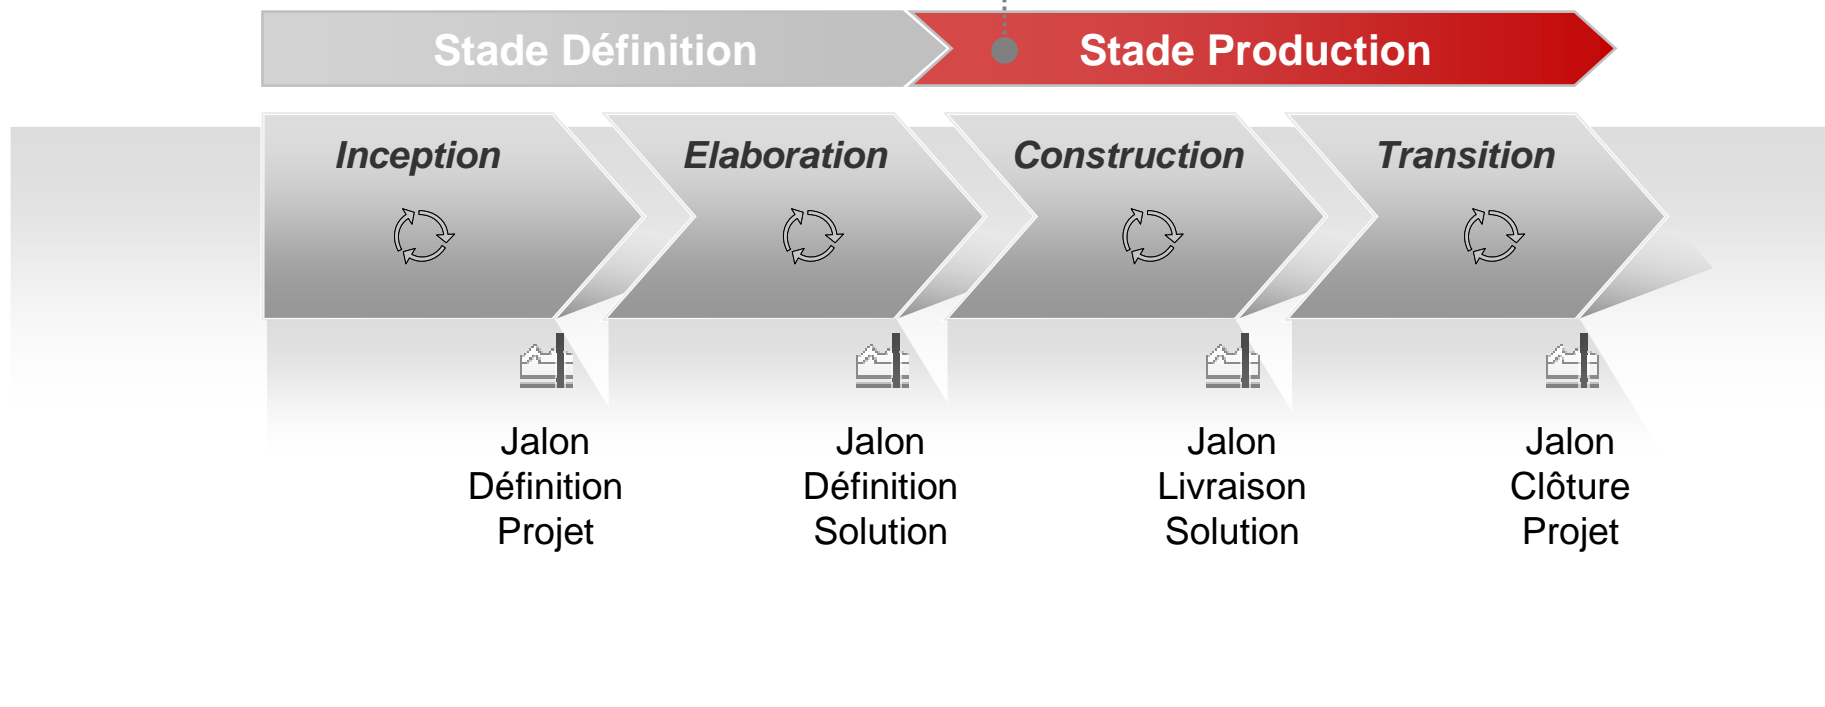 Stade Définition
Stade Production
Inception
Elaboration
Construction
Transition
Jalon
Définition
Projet
Jalon
Définition
Solution
Jalon
Livraison
Solution
Jalon
Clôture
Projet